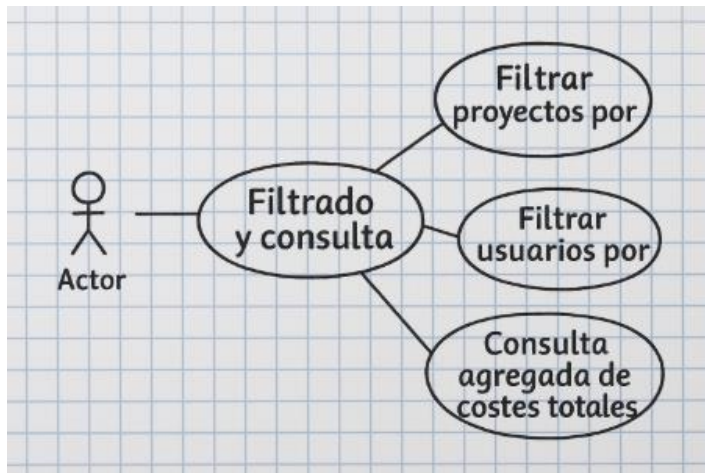 Filtrar
proyectos por
Filtrado
y consulta
Filtrar
usuarios por
Actor
Consulta
agregada de
costes totales